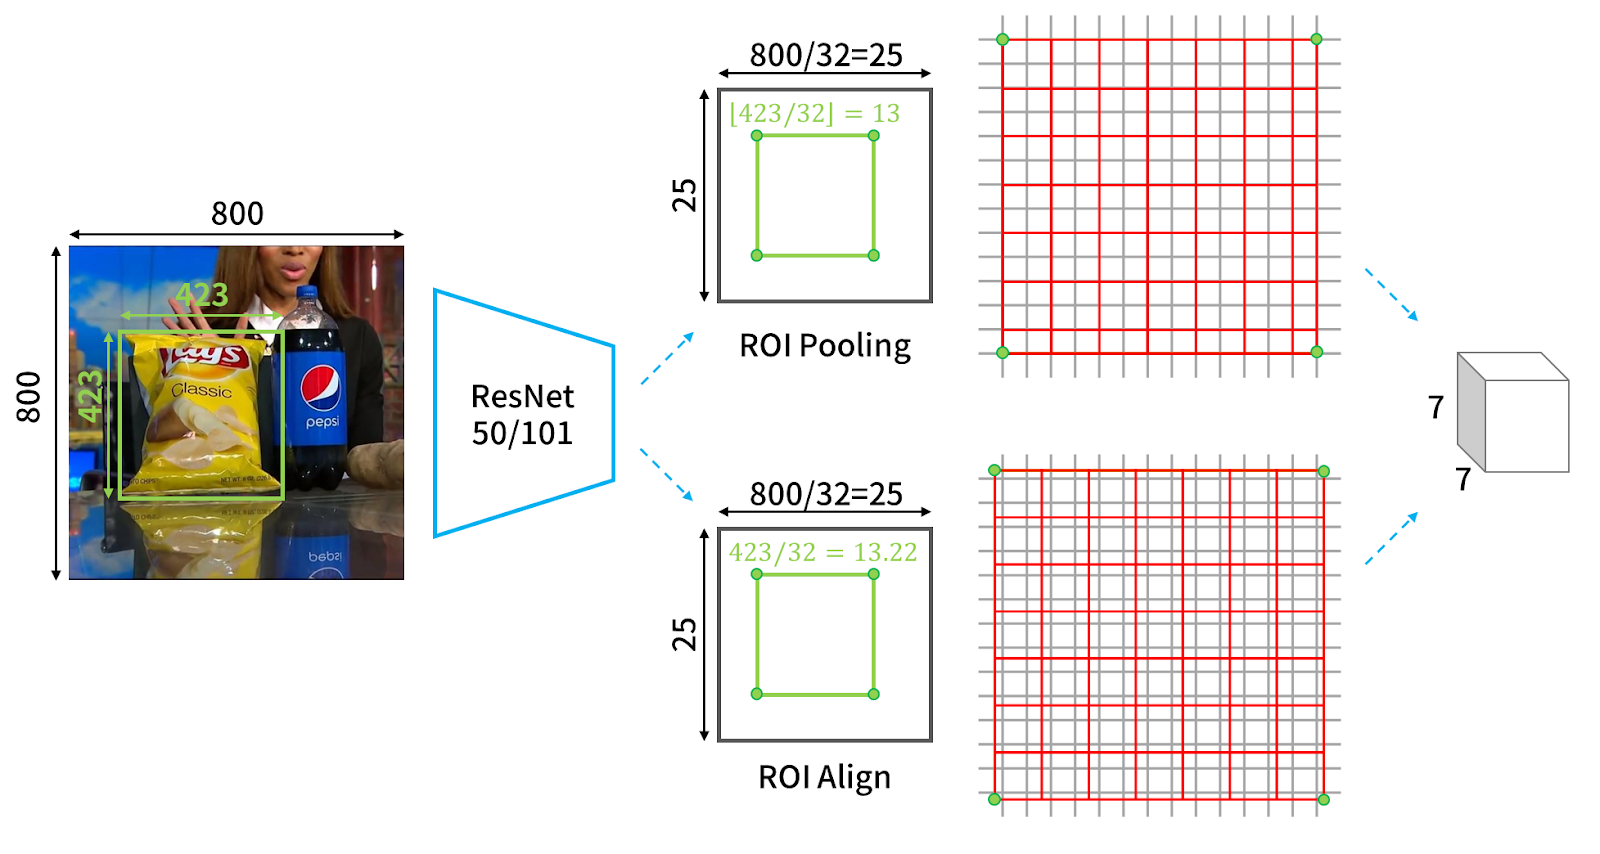 800
800
423
423
Lay's
Classic
pepsi
ResNet
50/101
800/32=25
25
⌊423/32⌋ = 13
ROI Pooling
800/32=25
25
423/32 = 13.22
ROI Align
7
7